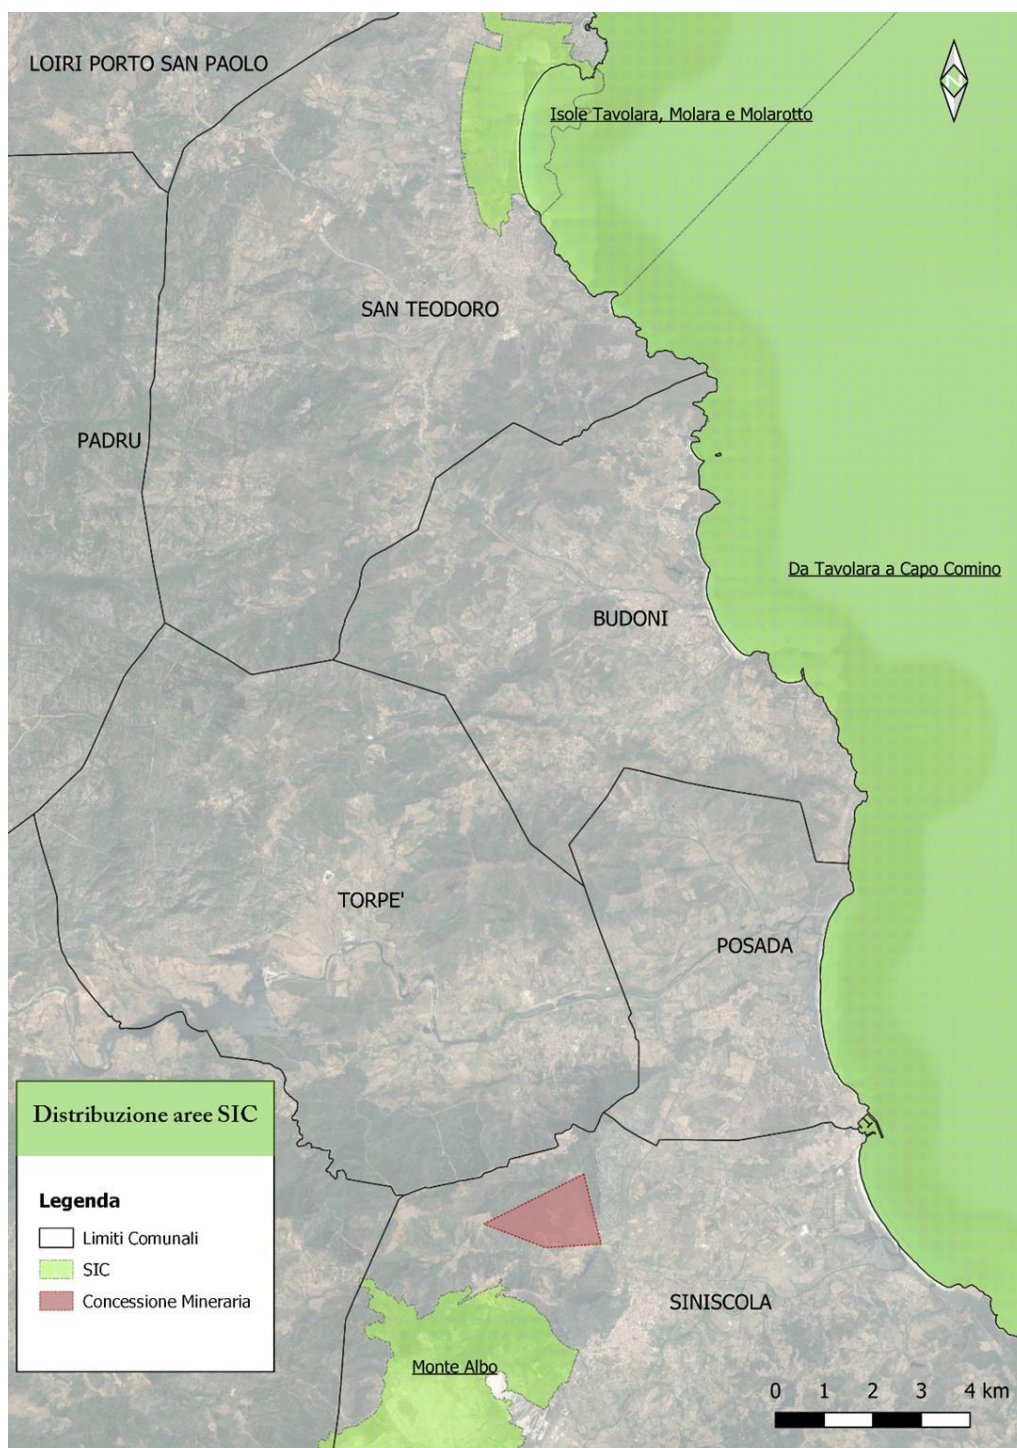 LOIRI PORTO SAN PAOLO
N
Isole Tavolara, Molara e Molarotto
SAN TEODORO
PADRU
Da Tavolara a Capo Comino
BUDONI
TORPE'
POSADA
Distribuzione aree SIC
Legenda
Limiti Comunali
SIC
Concessione Mineraria
SINISCOLA
Monte Albo
0 1 2 3 4 km